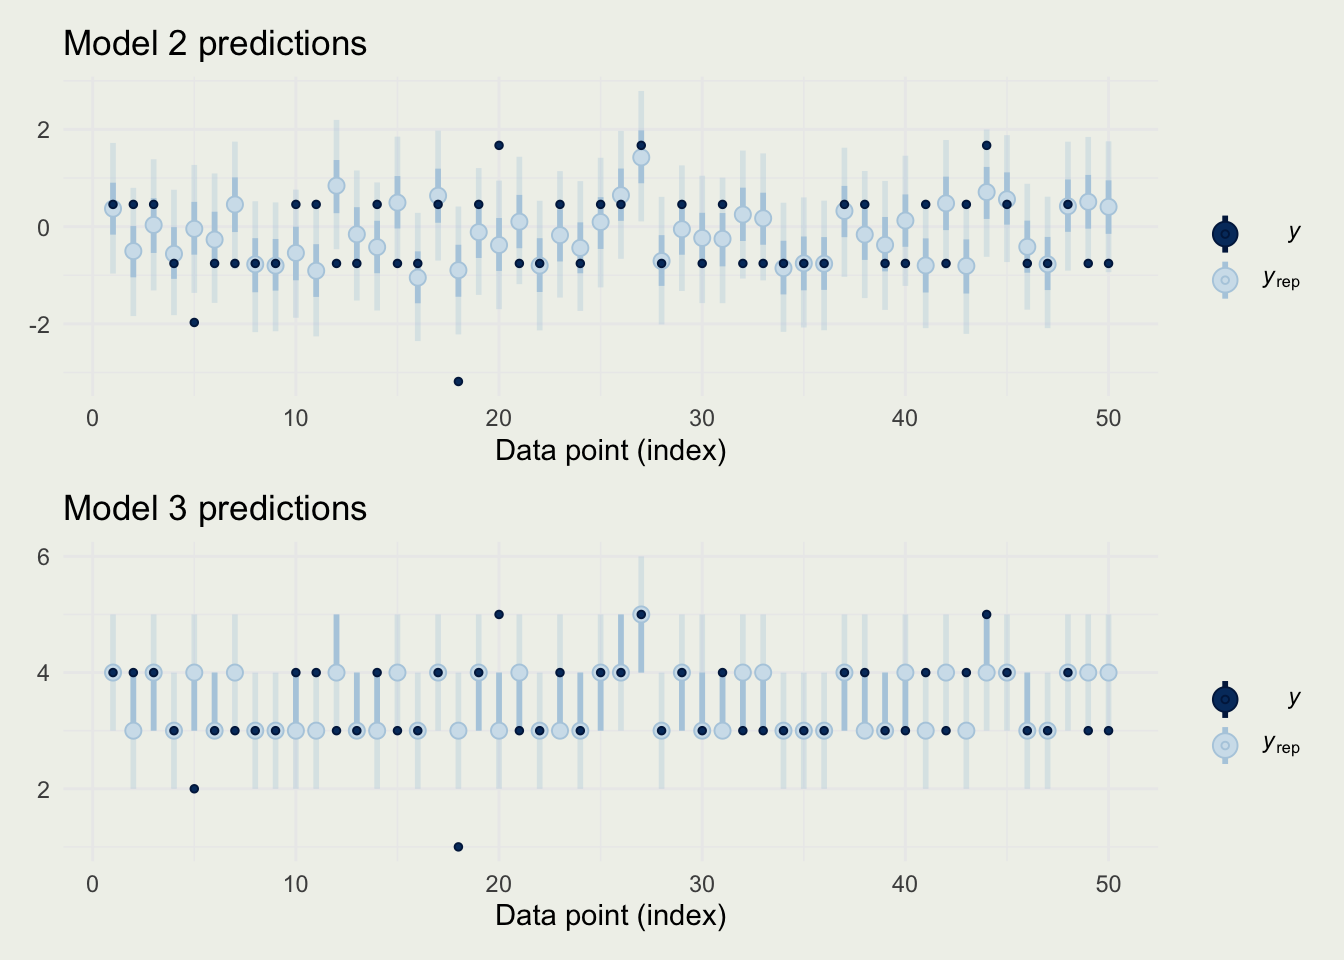 Model 2 predictions
2
0
-2
0 10 20 30 40 50
Data point (index)
y
yrep
Model 3 predictions
6
4
2
0 10 20 30 40 50
Data point (index)
y
yrep